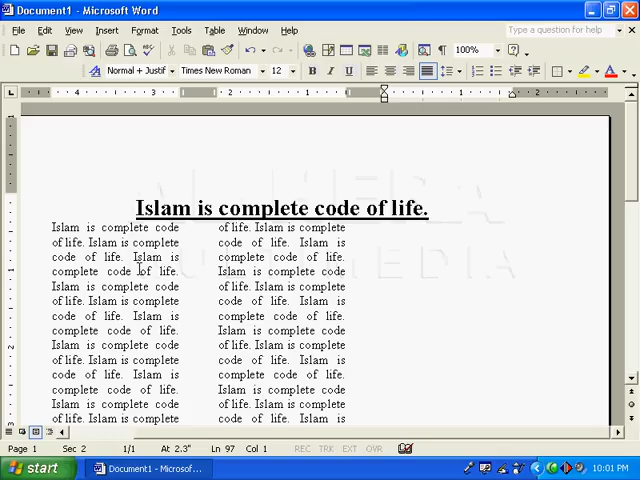 Document1 - Microsoft Word
File Edit View Insert Format Tools Table Window Help
Type a question for help
100%
Normal + Justif Times New Roman 12 B I U A
4 3 2 1 1 2
Islam is complete code of life.
Islam is complete code
of life. Islam is complete
code of life. Islam is
complete code of life.
Islam is complete code
of life. Islam is complete
code of life. Islam is
complete code of life.
Islam is complete code
of life. Islam is complete
code of life. Islam is
complete code of life.
Islam is complete code
of life. Islam is complete
of life. Islam is complete
code of life. Islam is
complete code of life.
Islam is complete code
of life. Islam is complete
code of life. Islam is
complete code of life.
Islam is complete code
of life. Islam is complete
code of life. Islam is
complete code of life.
Islam is complete code
of life. Islam is complete
code of life. Islam is
Page 1 Sec 2 1/1 At 2.3" Ln 97 Col 1 REC TRK EXT OVR
start Document1 - Microsof... 10:01 PM